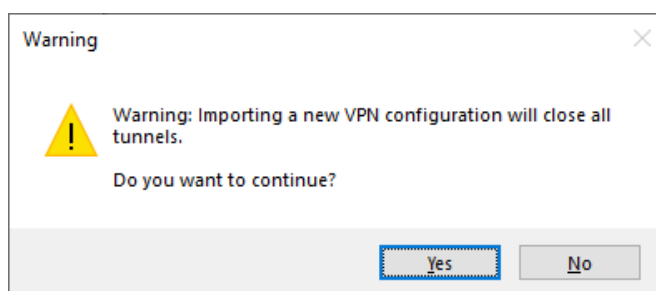 Warning
Warning: Importing a new VPN configuration will close all
tunnels.
Do you want to continue?
Yes
No